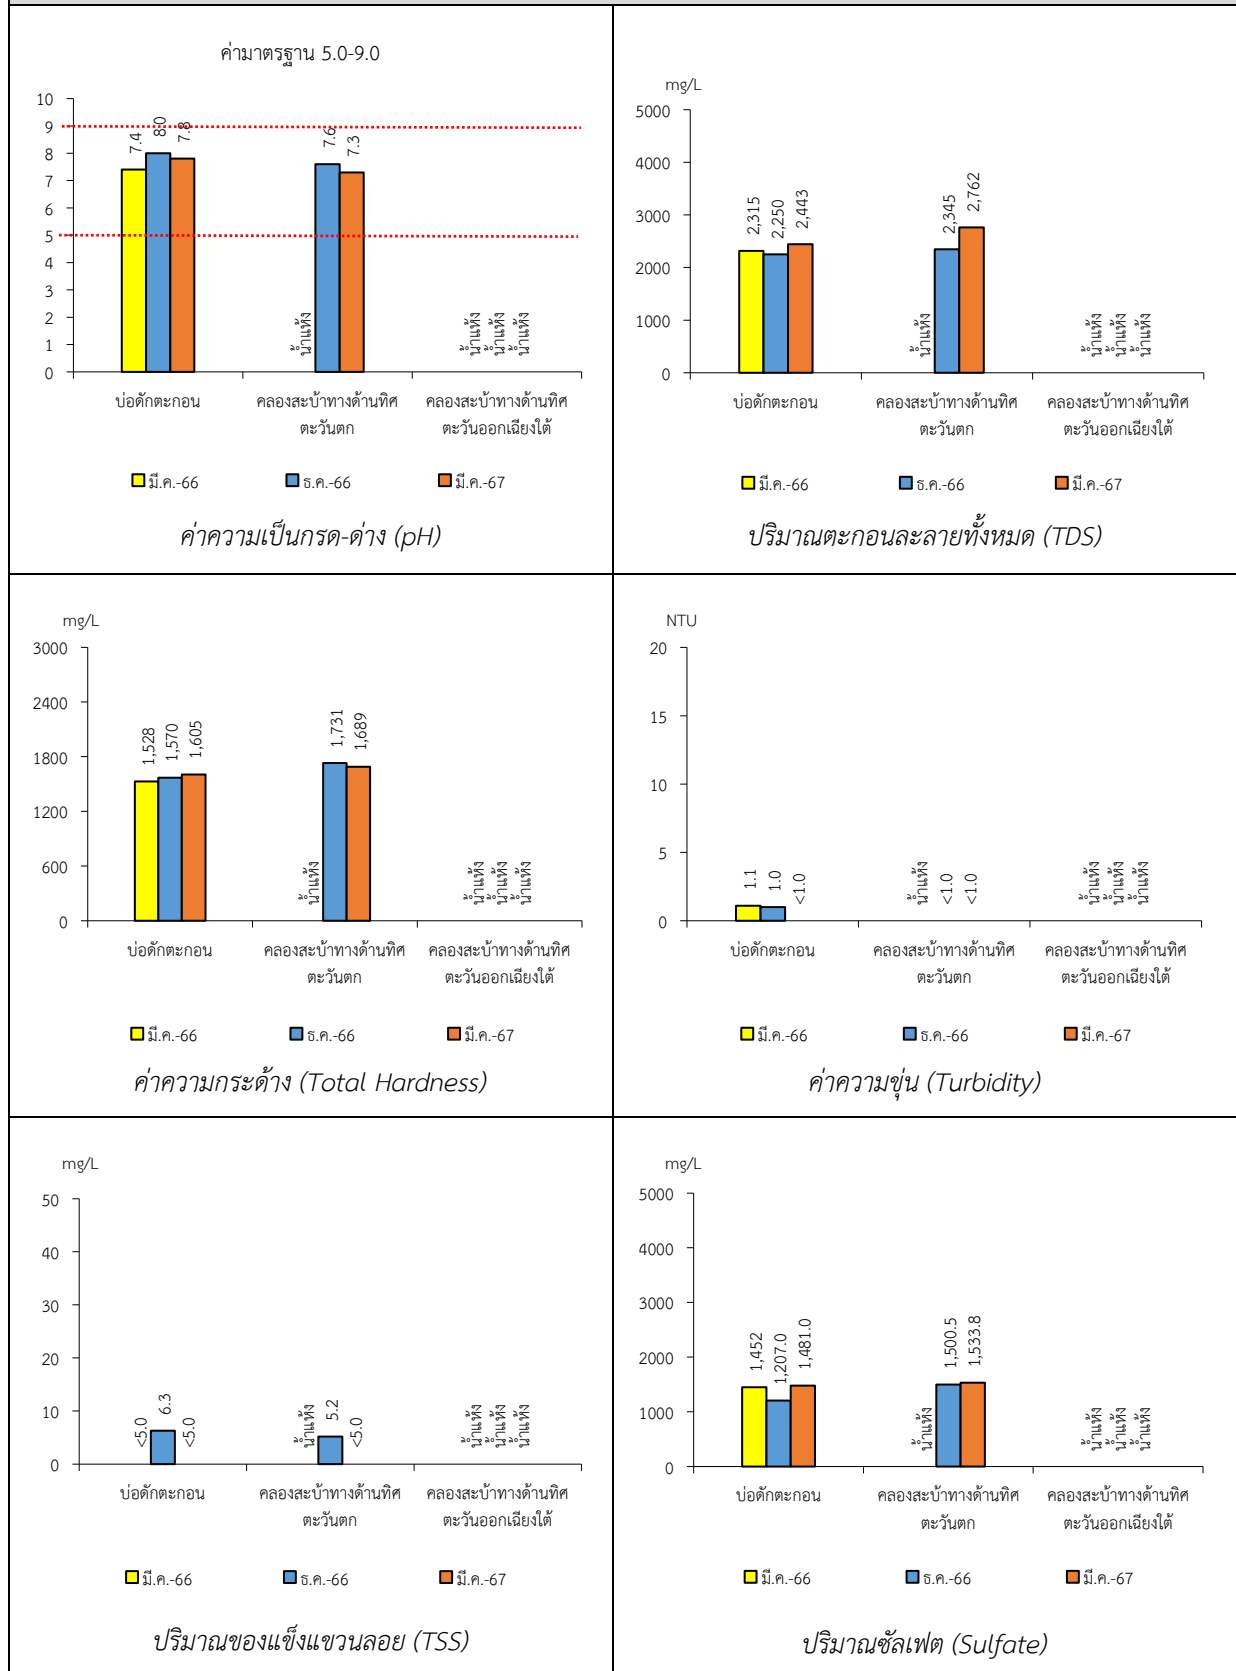 ค่ามาตรฐาน 5.0-9.0
10
9
8
7
6
5
4
3
2
1
0
7.4
8.0
7.8
น้ำแห้ง
7.6
7.3
น้ำแห้ง
น้ำแห้ง
น้ำแห้ง
บ่อดักตะกอน
คลองสะบ้าทางด้านทิศ
ตะวันตก
คลองสะบ้าทางด้านทิศ
ตะวันออกเฉียงใต้
มี.ค.-66
ธ.ค.-66
มี.ค.-67
ค่าความเป็นกรด-ด่าง (pH)
mg/L
5000
4000
3000
2000
1000
0
2,315
2,250
2,443
น้ำแห้ง
2,345
2,762
น้ำแห้ง
น้ำแห้ง
น้ำแห้ง
บ่อดักตะกอน
คลองสะบ้าทางด้านทิศ
ตะวันตก
คลองสะบ้าทางด้านทิศ
ตะวันออกเฉียงใต้
มี.ค.-66
ธ.ค.-66
มี.ค.-67
ปริมาณตะกอนละลายทั้งหมด (TDS)
mg/L
3000
2400
1800
1200
600
0
1,528
1,570
1,605
น้ำแห้ง
1,731
1,689
น้ำแห้ง
น้ำแห้ง
น้ำแห้ง
บ่อดักตะกอน
คลองสะบ้าทางด้านทิศ
ตะวันตก
คลองสะบ้าทางด้านทิศ
ตะวันออกเฉียงใต้
มี.ค.-66
ธ.ค.-66
มี.ค.-67
ค่าความกระด้าง (Total Hardness)
NTU
20
15
10
5
0
1.1
1.0
<1.0
น้ำแห้ง
<1.0
<1.0
น้ำแห้ง
น้ำแห้ง
น้ำแห้ง
บ่อดักตะกอน
คลองสะบ้าทางด้านทิศ
ตะวันตก
คลองสะบ้าทางด้านทิศ
ตะวันออกเฉียงใต้
มี.ค.-66
ธ.ค.-66
มี.ค.-67
ค่าความขุ่น (Turbidity)
mg/L
50
40
30
20
10
0
<5.0
6.3
<5.0
น้ำแห้ง
5.2
<5.0
น้ำแห้ง
น้ำแห้ง
น้ำแห้ง
บ่อดักตะกอน
คลองสะบ้าทางด้านทิศ
ตะวันตก
คลองสะบ้าทางด้านทิศ
ตะวันออกเฉียงใต้
มี.ค.-66
ธ.ค.-66
มี.ค.-67
ปริมาณของแข็งแขวนลอย (TSS)
mg/L
5000
4000
3000
2000
1000
0
1,452
1,207.0
1,481.0
น้ำแห้ง
1,500.5
1,533.8
น้ำแห้ง
น้ำแห้ง
น้ำแห้ง
บ่อดักตะกอน
คลองสะบ้าทางด้านทิศ
ตะวันตก
คลองสะบ้าทางด้านทิศ
ตะวันออกเฉียงใต้
มี.ค.-66
ธ.ค.-66
มี.ค.-67
ปริมาณซัลเฟต (Sulfate)